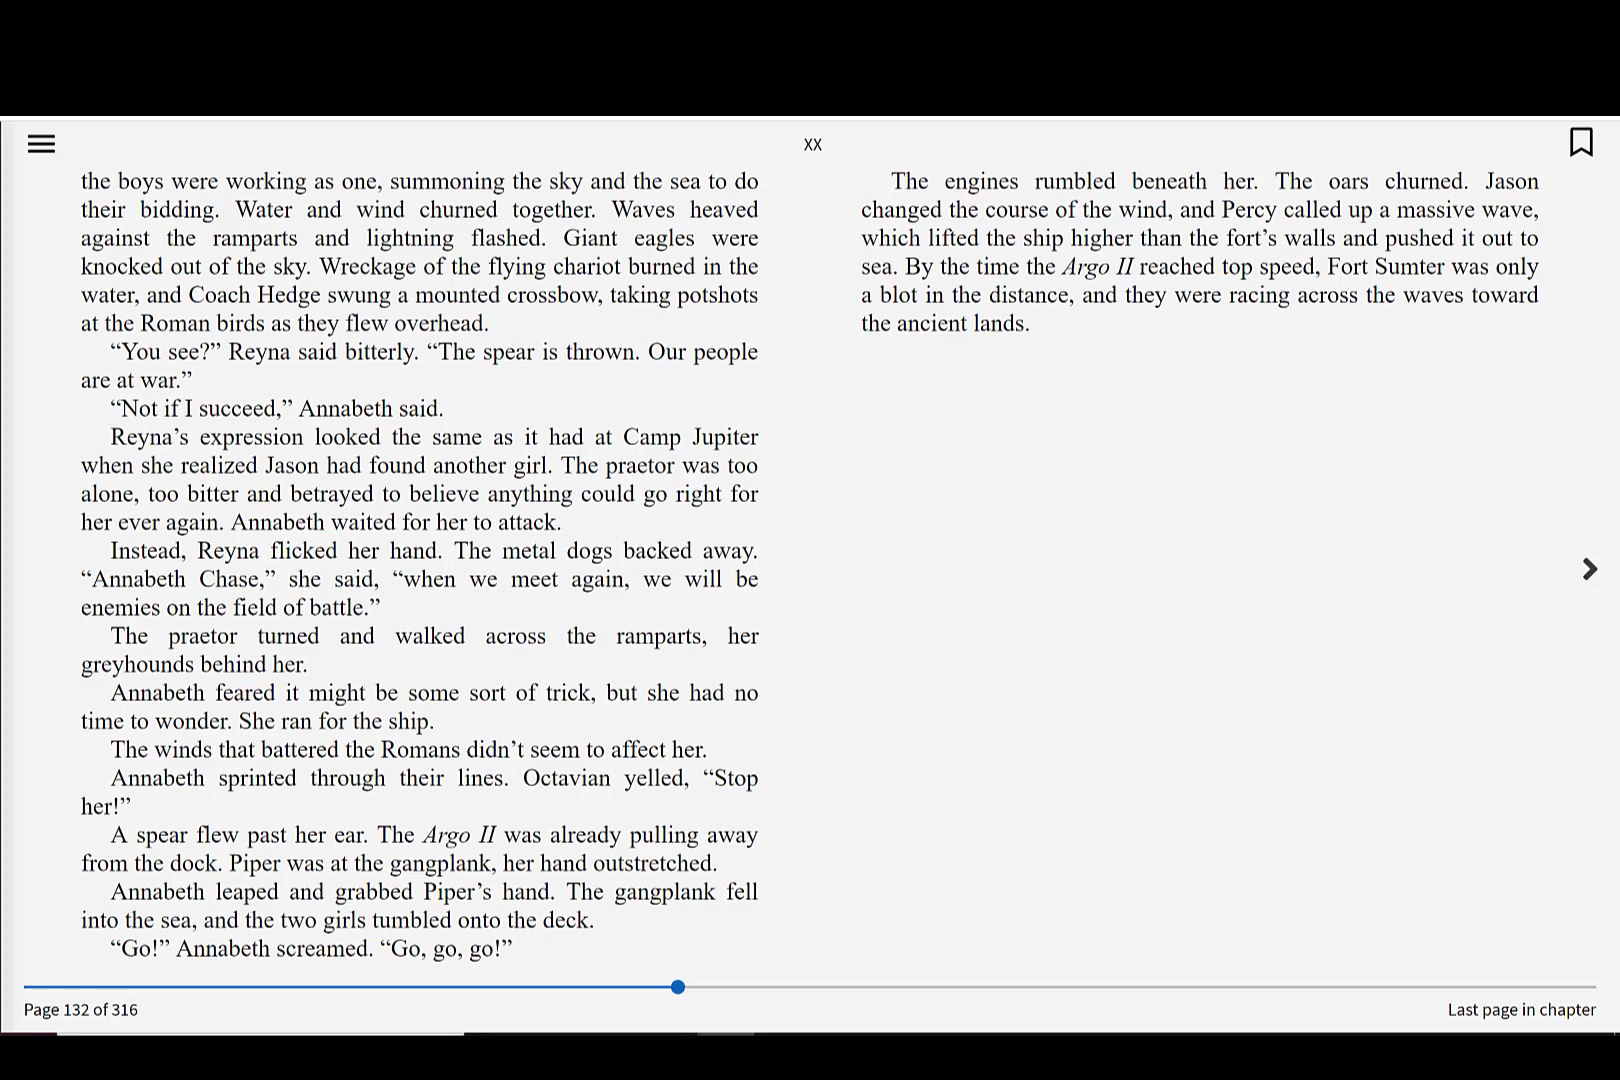 XX
the boys were working as one, summoning the sky and the sea to do
their bidding. Water and wind churned together. Waves heaved
against the ramparts and lightning flashed. Giant eagles were
knocked out of the sky. Wreckage of the flying chariot burned in the
water, and Coach Hedge swung a mounted crossbow, taking potshots
at the Roman birds as they flew overhead.
“You see?” Reyna said bitterly. “The spear is thrown. Our people
are at war.”
“Not if I succeed,” Annabeth said.
Reyna’s expression looked the same as it had at Camp Jupiter
when she realized Jason had found another girl. The praetor was too
alone, too bitter and betrayed to believe anything could go right for
her ever again. Annabeth waited for her to attack.
Instead, Reyna flicked her hand. The metal dogs backed away.
“Annabeth Chase,” she said, “when we meet again, we will be
enemies on the field of battle.”
The praetor turned and walked across the ramparts, her
greyhounds behind her.
Annabeth feared it might be some sort of trick, but she had no
time to wonder. She ran for the ship.
The winds that battered the Romans didn’t seem to affect her.
Annabeth sprinted through their lines. Octavian yelled, “Stop
her!”
A spear flew past her ear. The Argo II was already pulling away
from the dock. Piper was at the gangplank, her hand outstretched.
Annabeth leaped and grabbed Piper’s hand. The gangplank fell
into the sea, and the two girls tumbled onto the deck.
“Go!” Annabeth screamed. “Go, go, go!”
The engines rumbled beneath her. The oars churned. Jason
changed the course of the wind, and Percy called up a massive wave,
which lifted the ship higher than the fort’s walls and pushed it out to
sea. By the time the Argo II reached top speed, Fort Sumter was only
a blot in the distance, and they were racing across the waves toward
the ancient lands.
Page 132 of 316
Last page in chapter